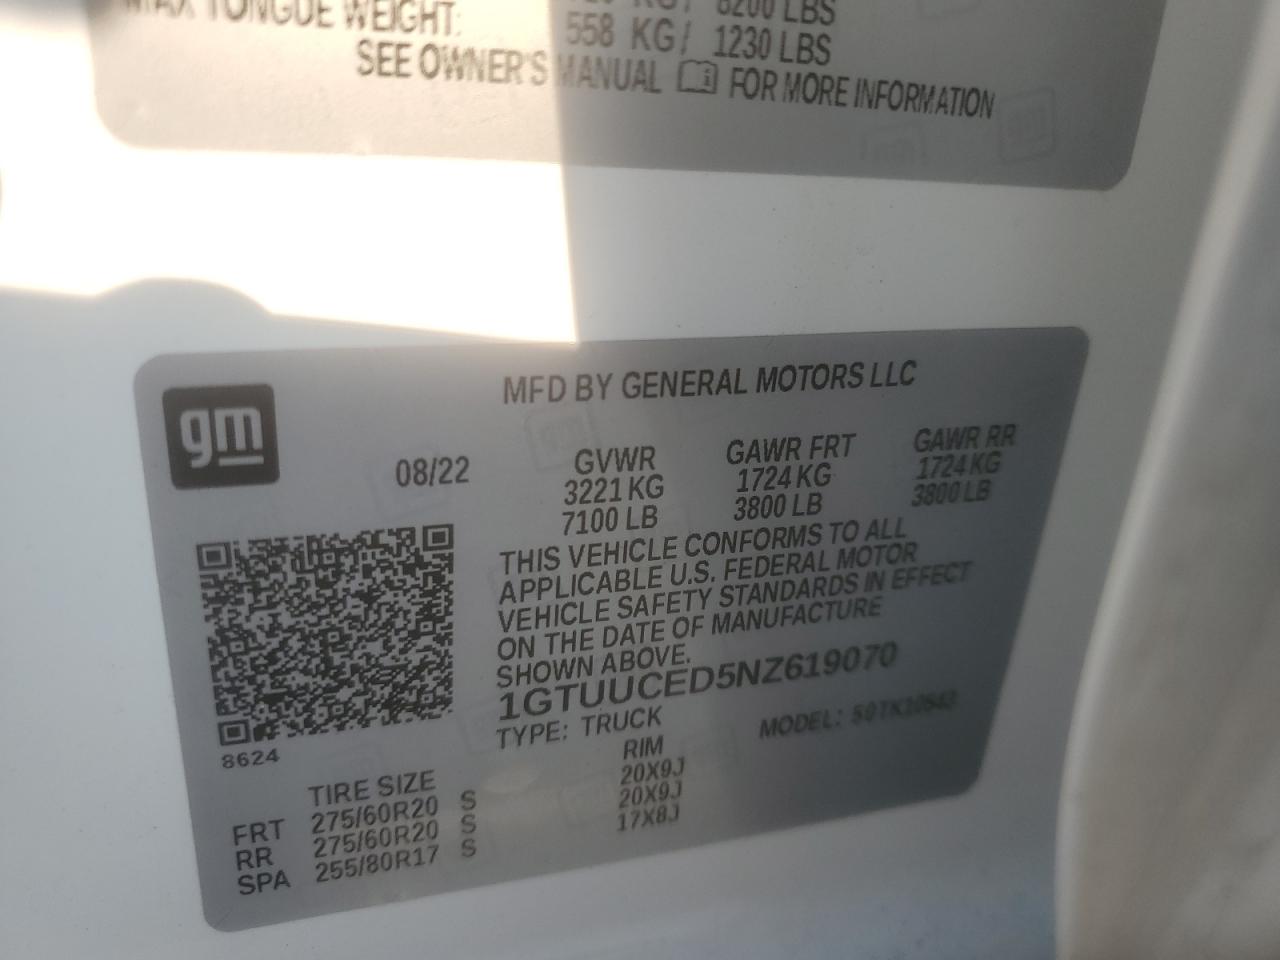 MAX TONGUE WEIGHT:
8200 LBS
558 KG/ 1230 LBS
SEE OWNER'S MANUAL FOR MORE INFORMATION
gm
MFD BY GENERAL MOTORS LLC
08/22
GVWR
3221 KG
7100 LB
GAWR FRT
1724 KG
3800 LB
GAWR RR
1724 KG
3800 LB
THIS VEHICLE CONFORMS TO ALL
APPLICABLE U.S. FEDERAL MOTOR
VEHICLE SAFETY STANDARDS IN EFFECT
ON THE DATE OF MANUFACTURE
SHOWN ABOVE.
1GTUUCED5NZ619070
TYPE: TRUCK
MODEL:
8624
TIRE SIZE RIM
FRT 275/60R20 S 20X9J
RR 275/60R20 S 20X9J
SPA 255/80R17 S 17X8J